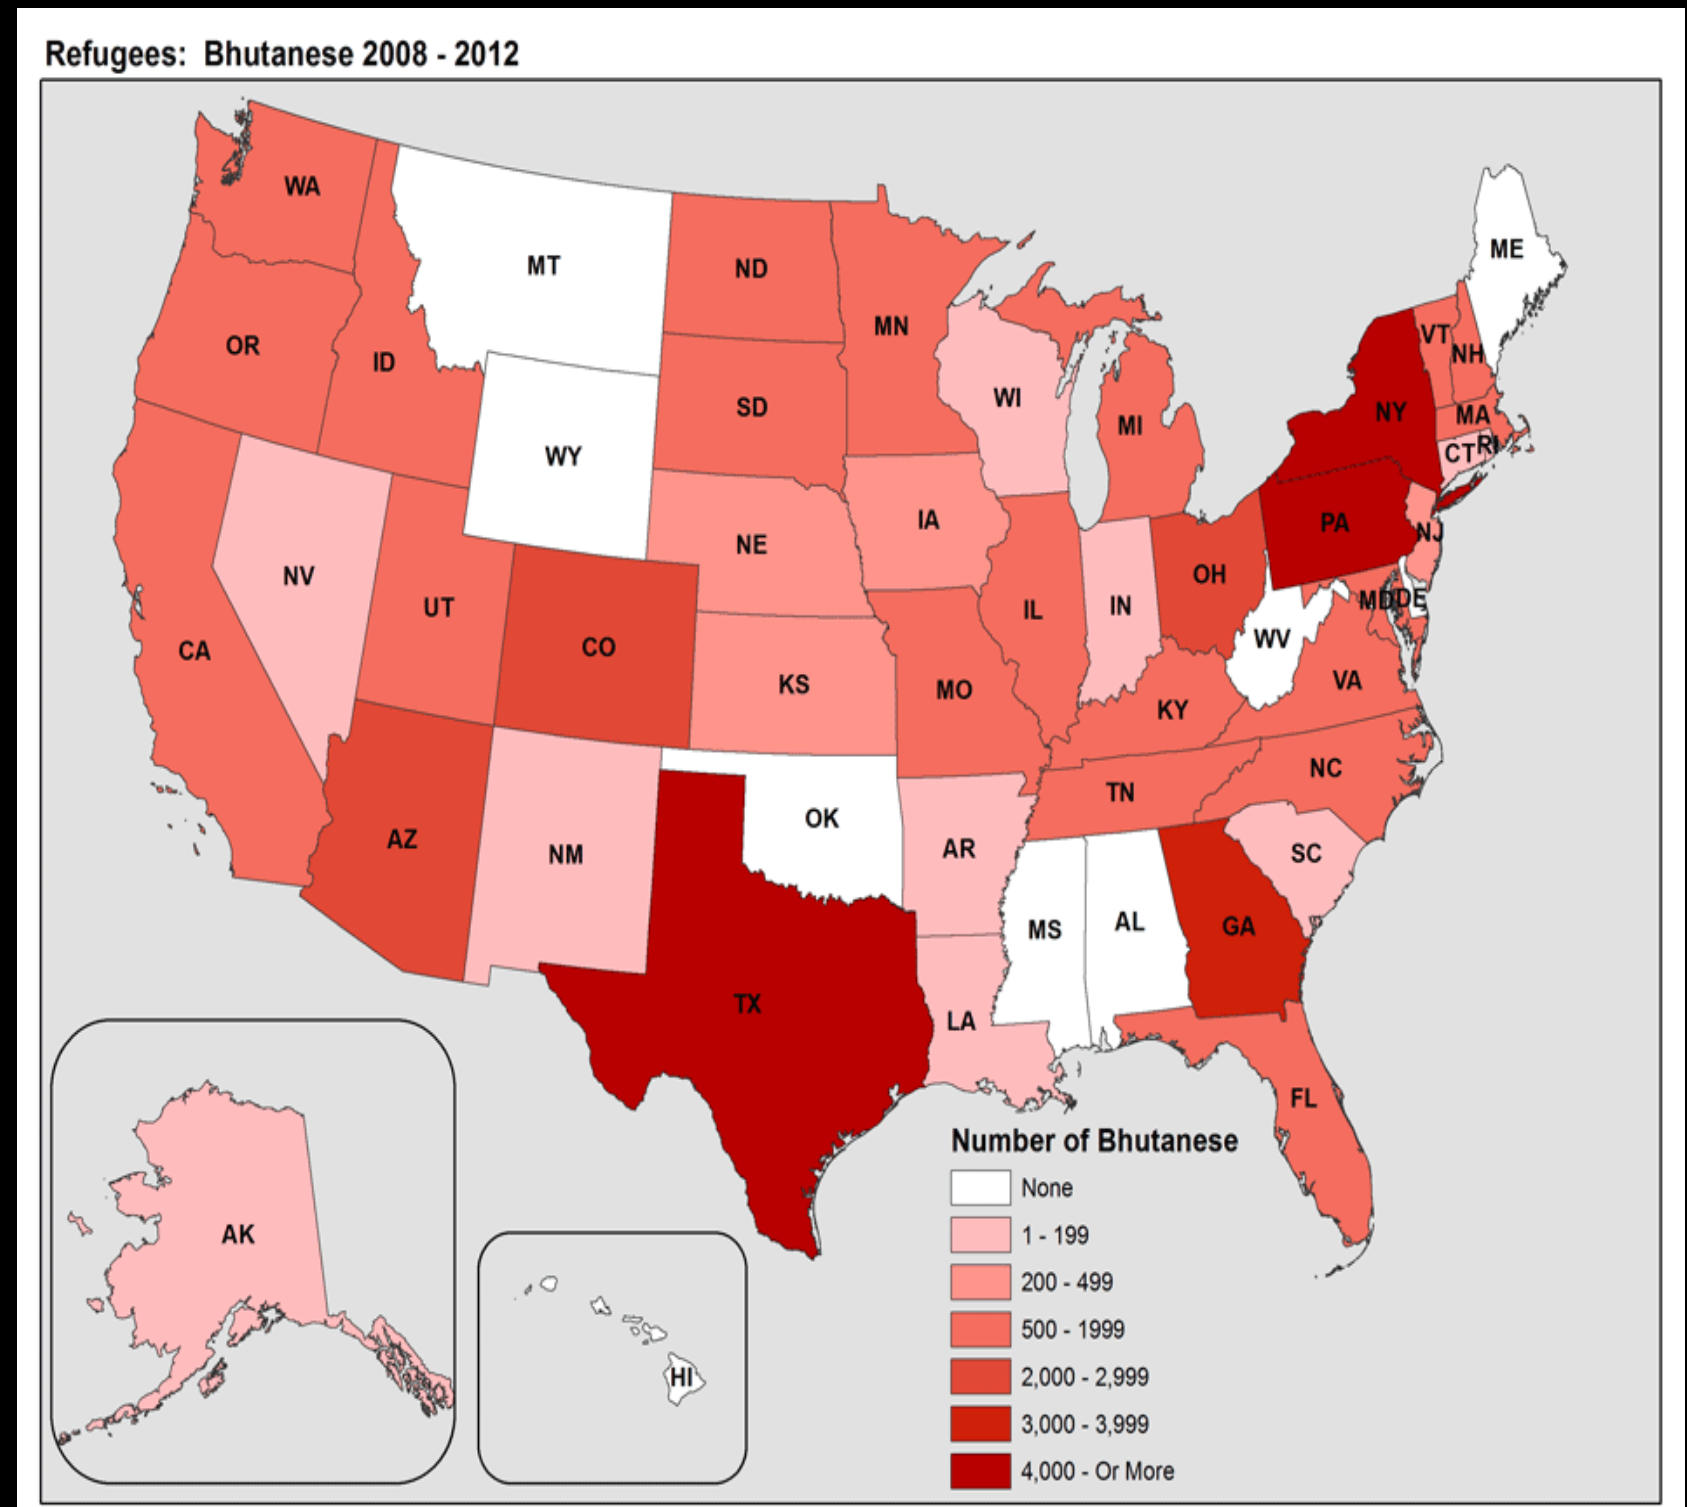 Refugees: Bhutanese 2008 - 2012
WA
MT
ND
MN
ME
OR
ID
SD
WI
MI
VT
NH
NY
MA
CT
RI
WY
NE
IA
PA
NJ
NV
UT
CO
IL
IN
OH
MD
DE
WV
VA
CA
KS
MO
KY
NC
TN
AZ
NM
OK
AR
SC
MS
AL
GA
TX
LA
FL
AK
HI
Number of Bhutanese
None
1 - 199
200 - 499
500 - 1999
2,000 - 2,999
3,000 - 3,999
4,000 - Or More